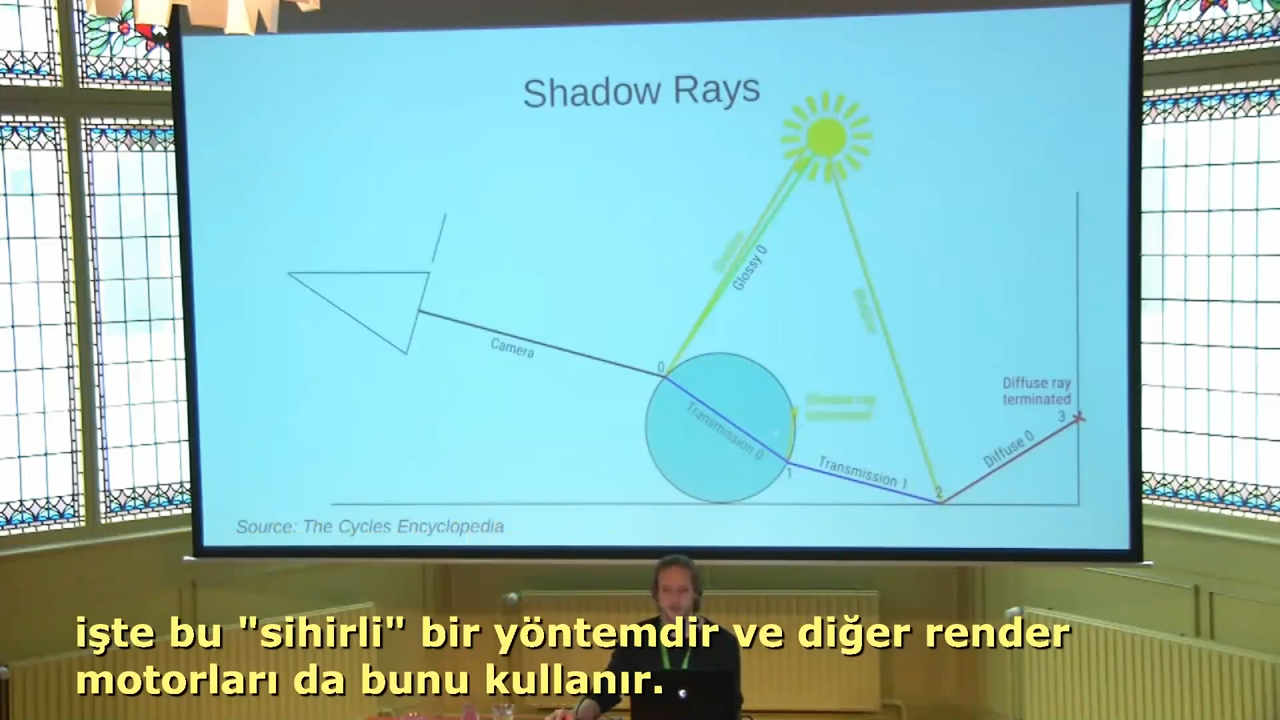 Shadow Rays
Glossy 0
Camera
0
Transmission 0
1
Transmission 1
2
Diffuse 0
Diffuse ray
terminated
3
Source: The Cycles Encyclopedia
işte bu "sihirli" bir yöntemdir ve diğer render
motorları da bunu kullanır.